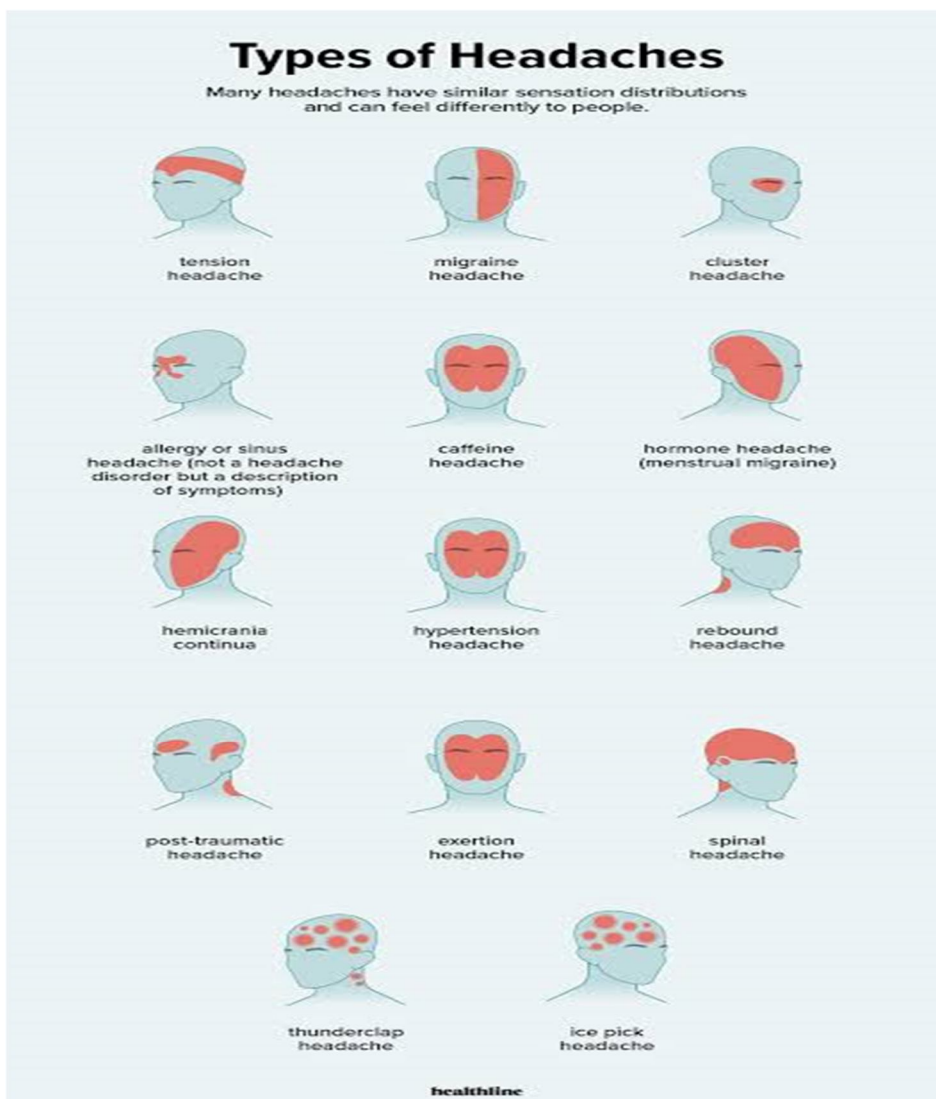 Types of Headaches
Many headaches have similar sensation distributions
and can feel differently to people.
tension
headache
migraine
headache
cluster
headache
allergy or sinus
headache (not a headache
disorder but a description
of symptoms)
caffeine
headache
hormone headache
(menstrual migraine)
hemicrania
continua
hypertension
headache
rebound
headache
post-traumatic
headache
exertion
headache
spinal
headache
thunderclap
headache
ice pick
headache
healthline